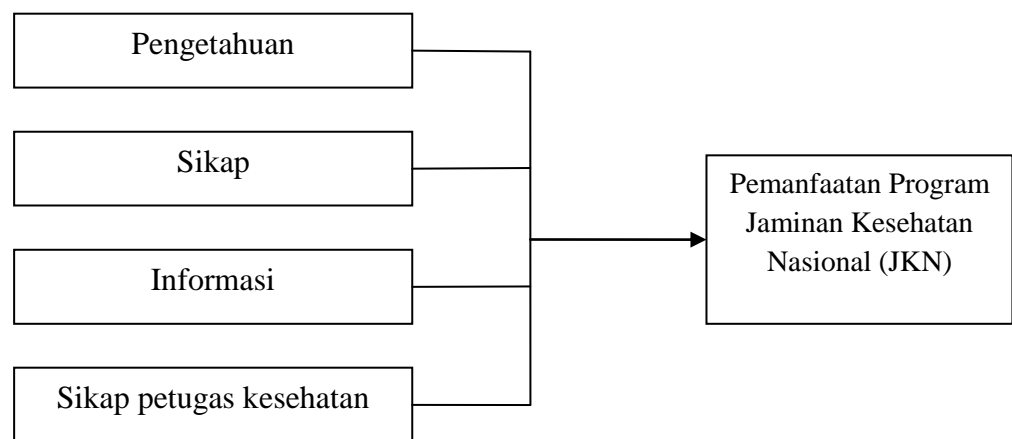 Pengetahuan
Sikap
Informasi
Sikap petugas kesehatan
Pemanfaatan Program
Jaminan Kesehatan
Nasional (JKN)